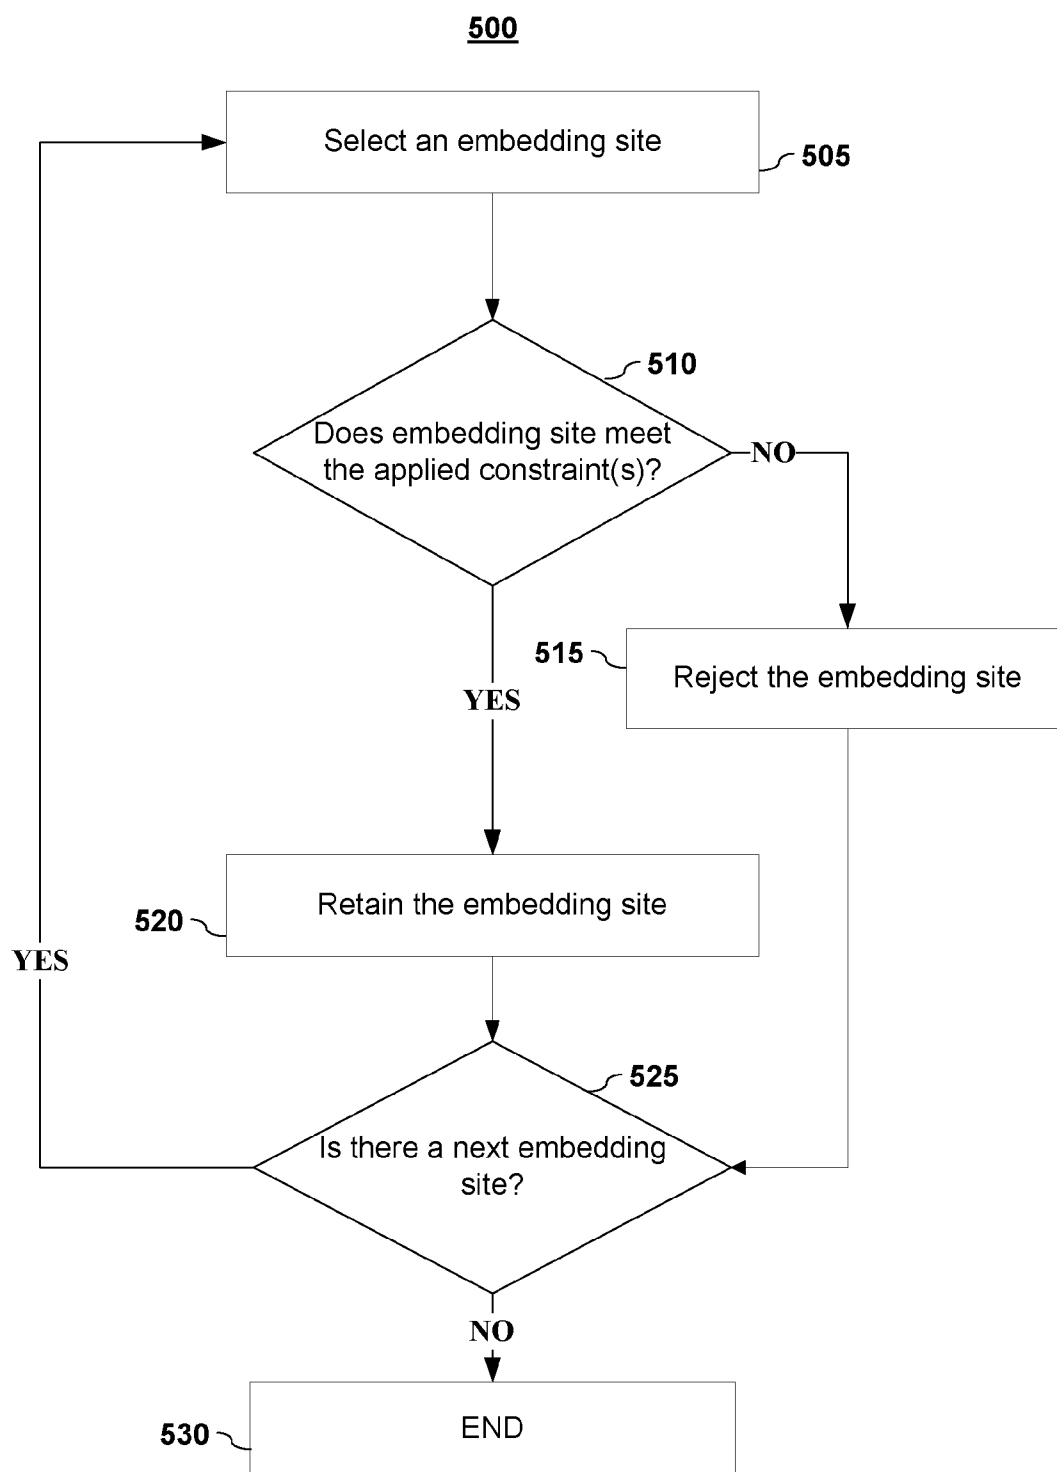 500
Select an embedding site
505
510
Does embedding site meet
the applied constraint(s)?
NO
515
Reject the embedding site
YES
Retain the embedding site
520
YES
525
Is there a next embedding
site?
NO
END
530